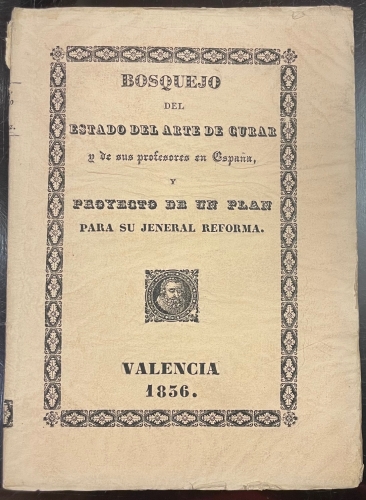 BOSQUEJO
DEL
ESTADO DEL ARTE DE CURAR
y de sus profesores en España,
Y
PROYECTO DE UN PLAN
PARA SU JENERAL REFORMA.
VALENCIA
1836.